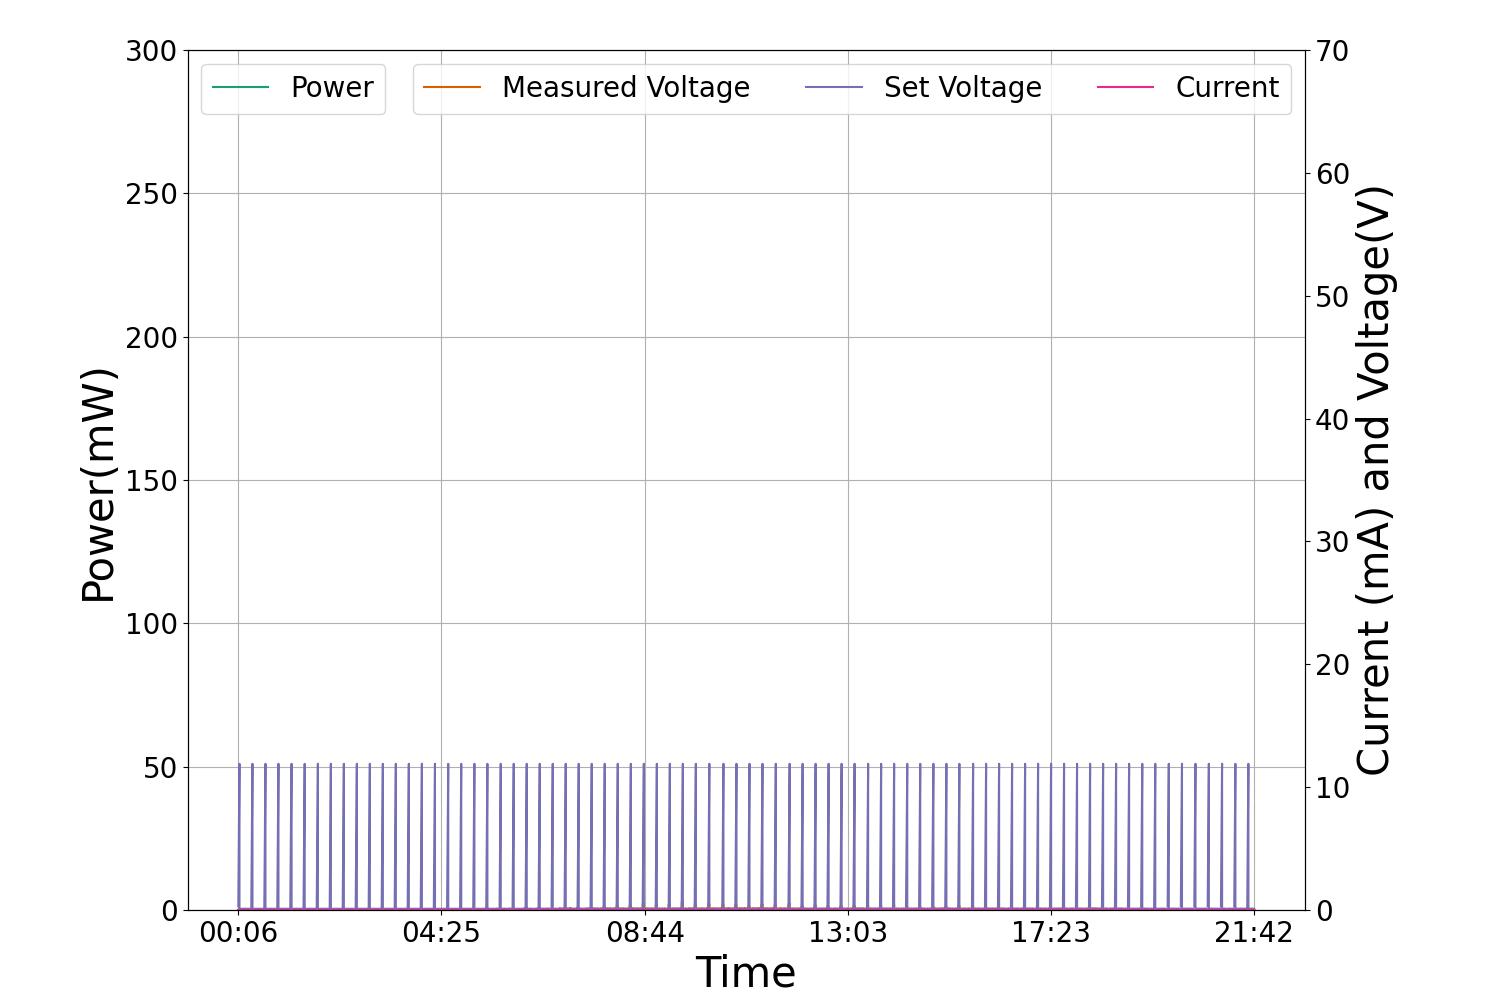 Power
Measured Voltage
Set Voltage
Current
300
250
200
150
100
50
0
Power(mW)
70
60
50
40
30
20
10
0
Current (mA) and Voltage(V)
00:06 04:25 08:44 13:03 17:23 21:42
Time